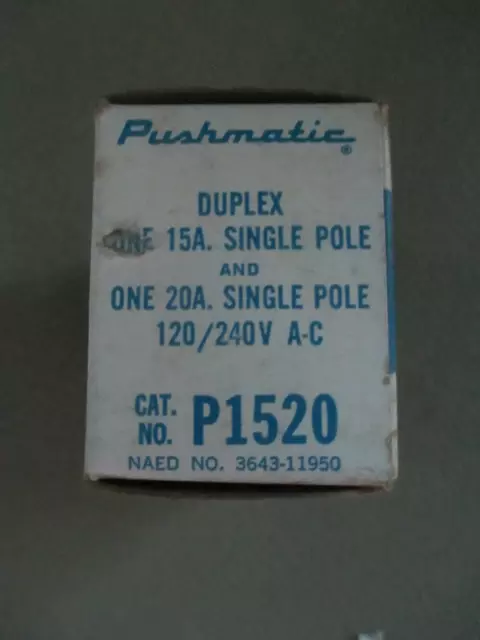 Pushmatic®
DUPLEX
ONE 15A. SINGLE POLE
AND
ONE 20A. SINGLE POLE
120/240V A-C
CAT.
NO. P1520
NAED NO. 3643-11950